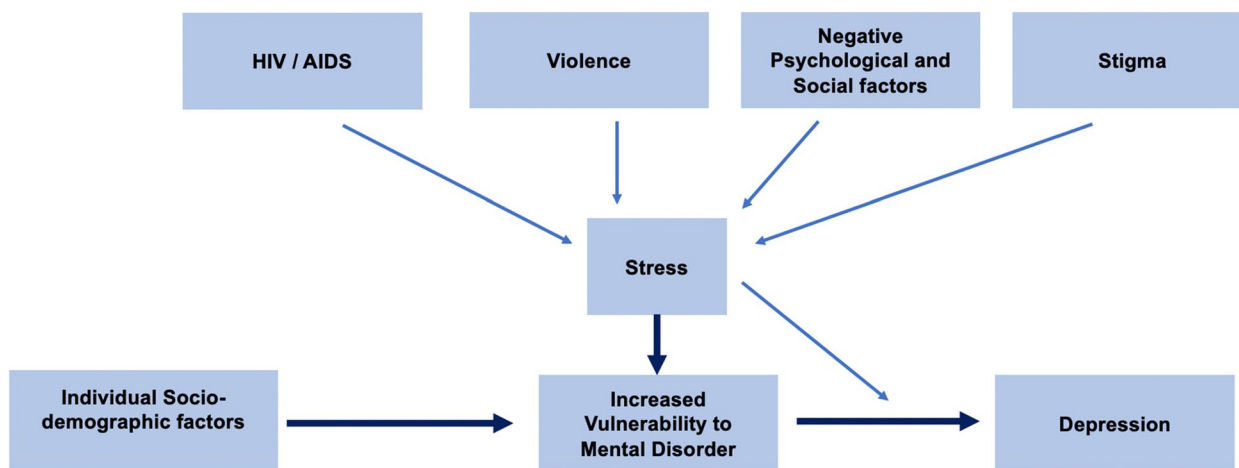 HIV / AIDS
Violence
Negative
Psychological and
Social factors
Stigma
Stress
Individual Socio-
demographic factors
Increased
Vulnerability to
Mental Disorder
Depression